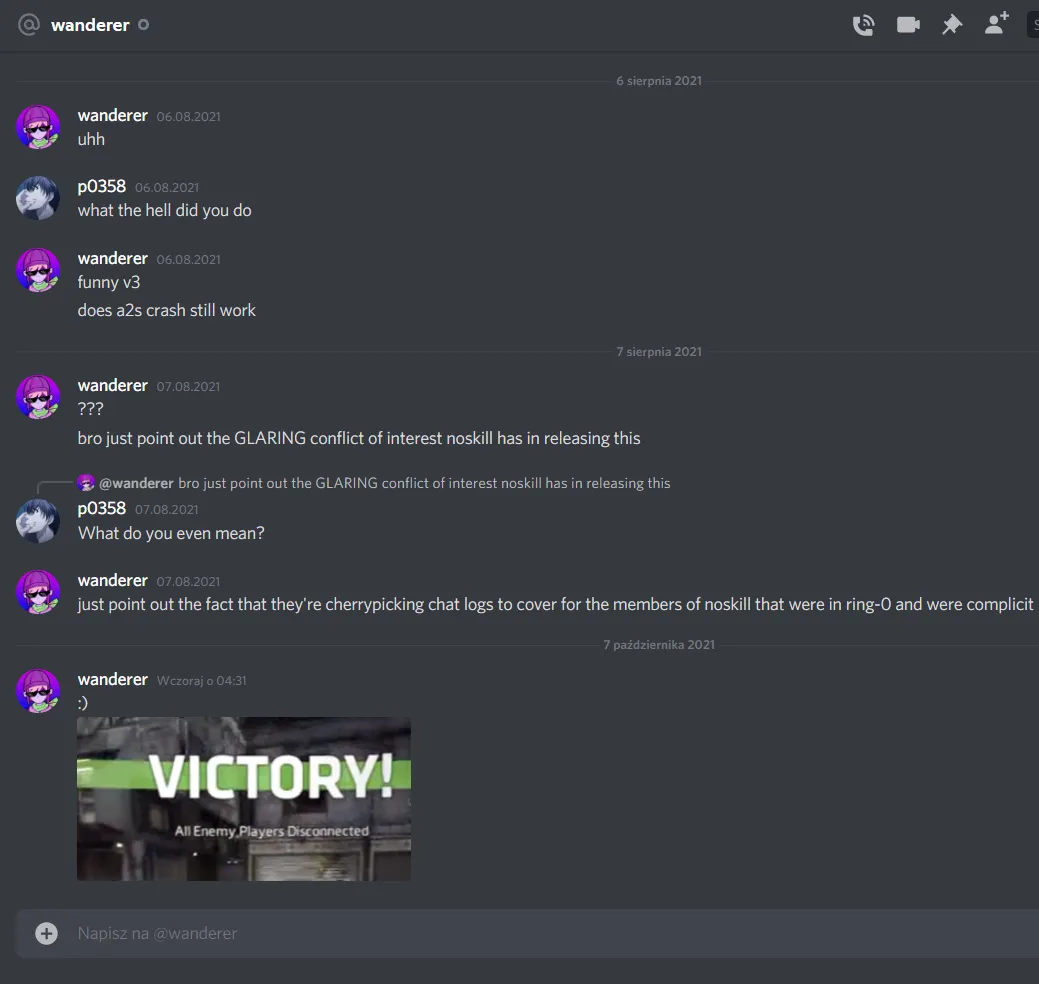 @ wanderer
S
6 sierpnia 2021
wanderer 06.08.2021
uhh
p0358 06.08.2021
what the hell did you do
wanderer 06.08.2021
funny v3
does a2s crash still work
7 sierpnia 2021
wanderer 07.08.2021
???
bro just point out the GLARING conflict of interest noskill has in releasing this
@wanderer bro just point out the GLARING conflict of interest noskill has in releasing this
p0358 07.08.2021
What do you even mean?
wanderer 07.08.2021
just point out the fact that they're cherrypicking chat logs to cover for the members of noskill that were in ring-0 and were complicit
7 października 2021
wanderer Wczoraj o 04:31
:)
VICTORY!
All Enemy Players Disconnected
Napisz na @wanderer